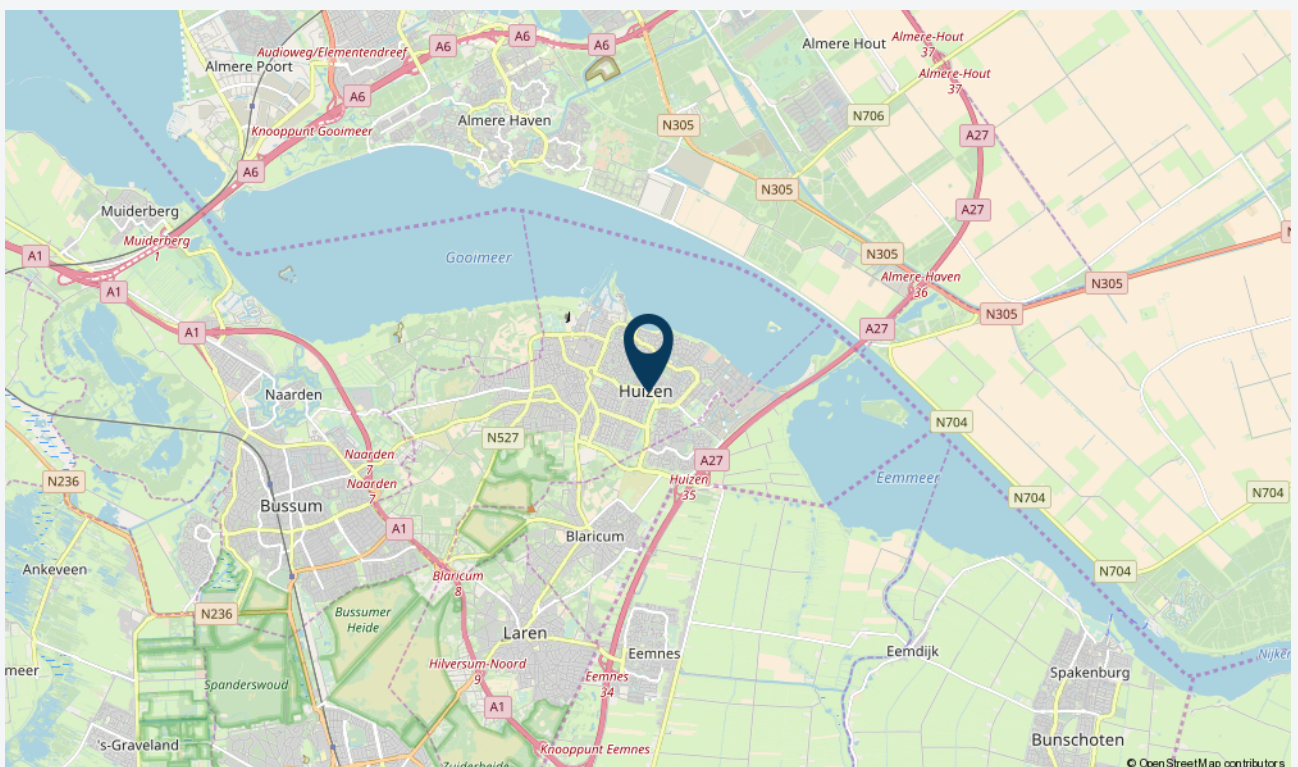 A6
A6
A6
Almere Hout
Almere-Hout
37
Audioweg/Elementendreef
Almere Poort
Almere-Hout
37
A6
N706
Almere Haven
N305
Knooppunt Gooimeer
A27
A6
N305
Muiderberg
A27
Muiderberg
1
A1
N305
Gooimeer
Almere-Haven
36
N305
A1
N305
A1
A27
Naarden
Huizen
N704
N527
Naarden
7
A27
N236
Naarden
7
Huizen
35
Eemmeer
N704
N704
Bussum
A1
Blaricum
Ankeveen
Blaricum
8
N704
N236
Bussumer
Heide
Laren
Eemnes
Eemdijk
meer
Hilversum-Noord
9
Eemnes
34
Spakenburg
Spanderswoud
A1
's-Graveland
Knooppunt Eemnes
Bunschoten
© OpenStreetMap contributors